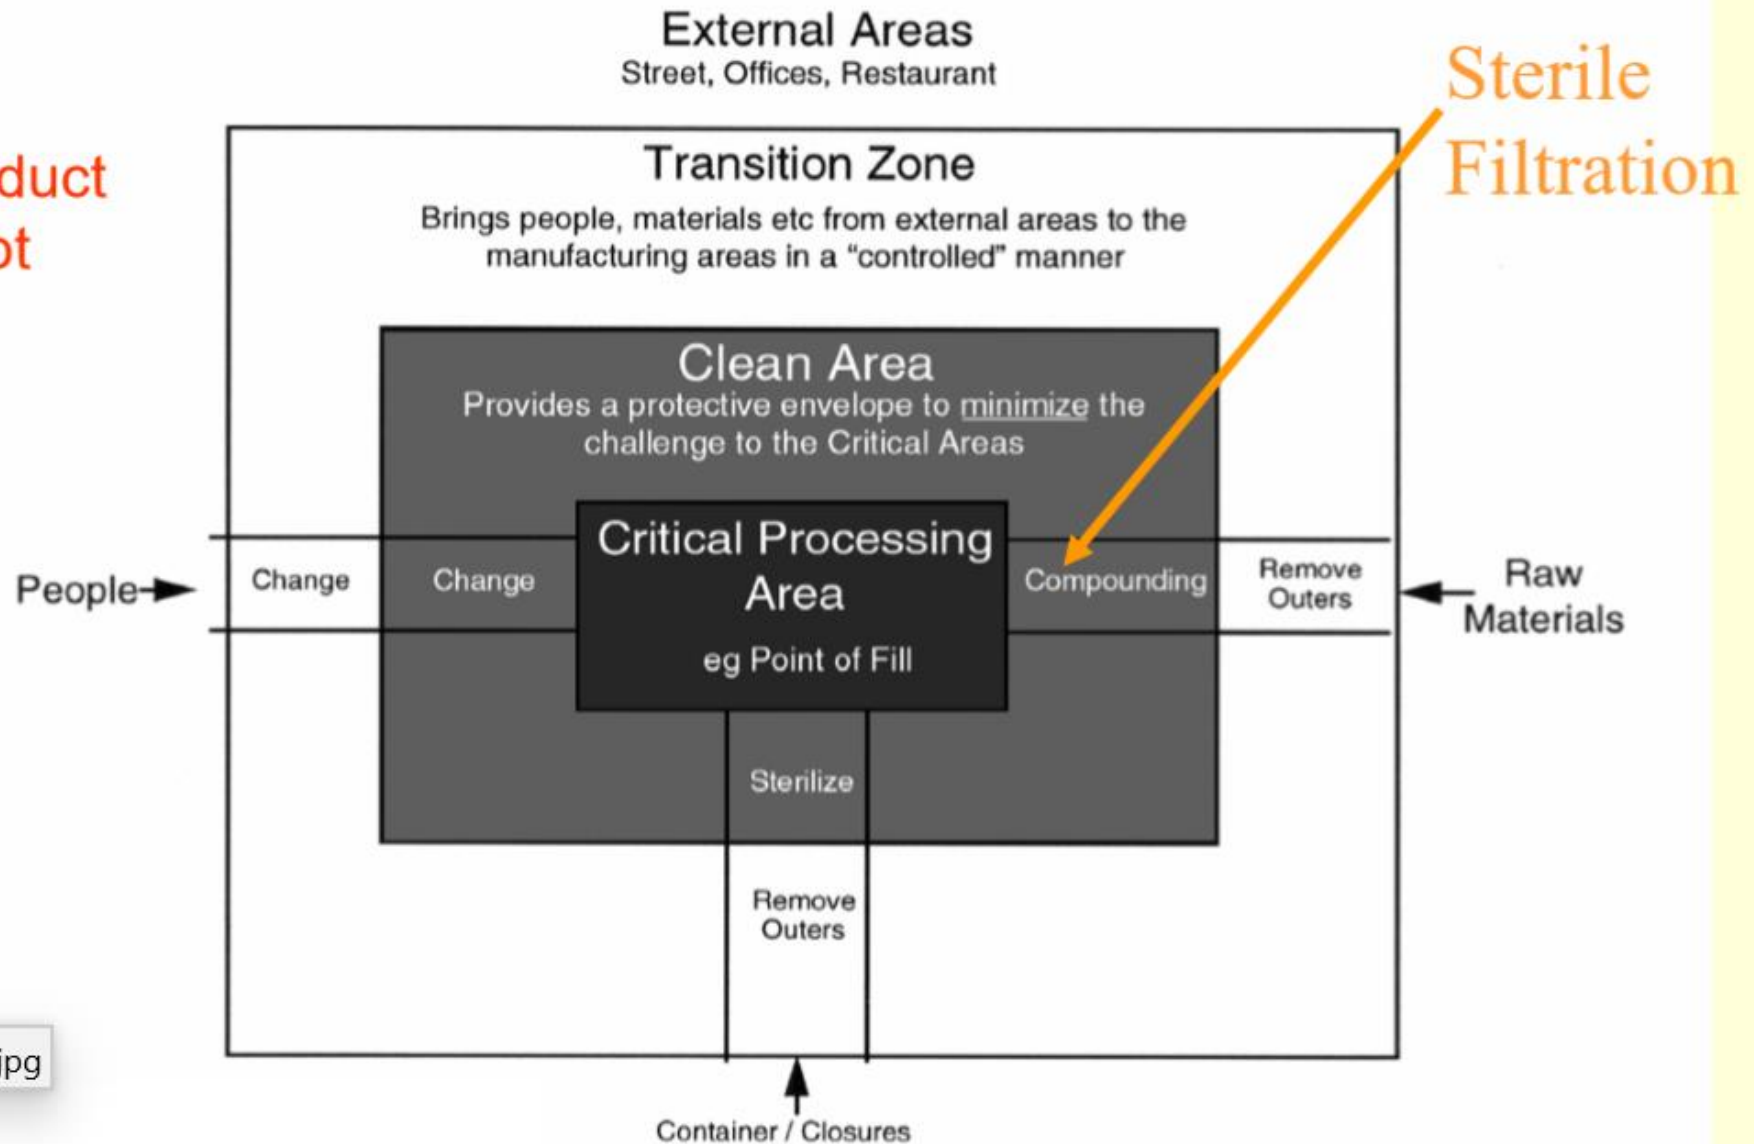 External Areas
Street, Offices, Restaurant
Sterile
Filtration
duct
ot
Transition Zone
Brings people, materials etc from external areas to the
manufacturing areas in a “controlled” manner
Clean Area
Provides a protective envelope to minimize the
challenge to the Critical Areas
Critical Processing
Area
eg Point of Fill
People
Change
Change
Compounding
Remove
Outers
Raw
Materials
Sterilize
Remove
Outers
jpg
Container / Closures